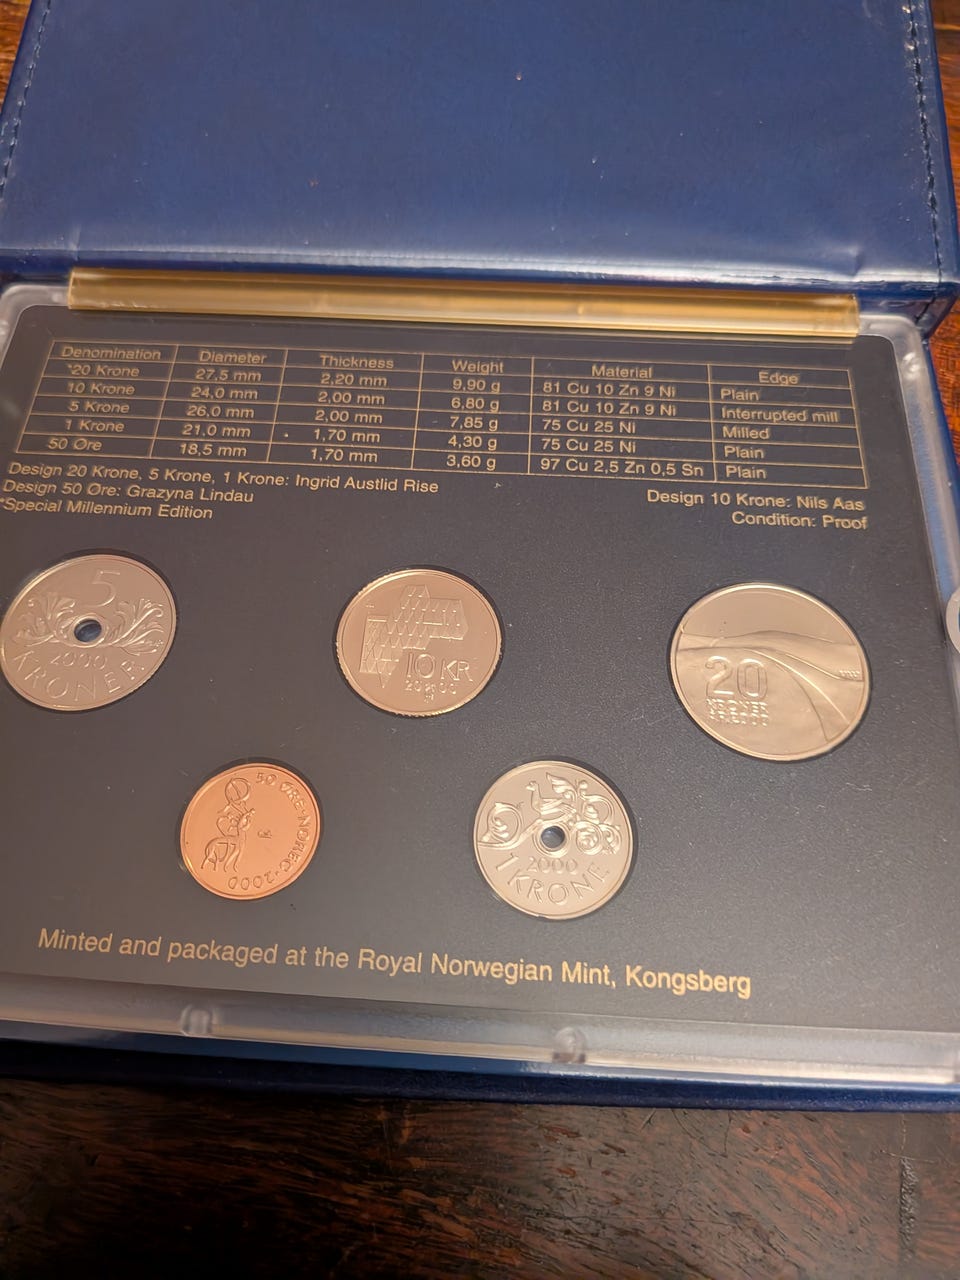 Denomination Diameter Thickness Weight Material Edge
*20 Krone 27,5 mm 2,20 mm 9,90 g 81 Cu 10 Zn 9 Ni Plain
10 Krone 24,0 mm 2,00 mm 6,80 g 81 Cu 10 Zn 9 Ni Interrupted mill
5 Krone 26,0 mm 2,00 mm 7,85 g 75 Cu 25 Ni Milled
1 Krone 21,0 mm 1,70 mm 4,30 g 75 Cu 25 Ni Plain
50 Øre 18,5 mm 1,70 mm 3,60 g 97 Cu 2,5 Zn 0,5 Sn Plain
Design 20 Krone, 5 Krone, 1 Krone: Ingrid Austlid Rise
Design 50 Øre: Grazyna Lindau
*Special Millennium Edition
Design 10 Krone: Nils Aas
Condition: Proof
5
2000
KRONER
10 KR
20 00
20
KRONER
50 ØRE • NOREG • 2000
2000
1 KRONE
Minted and packaged at the Royal Norwegian Mint, Kongsberg